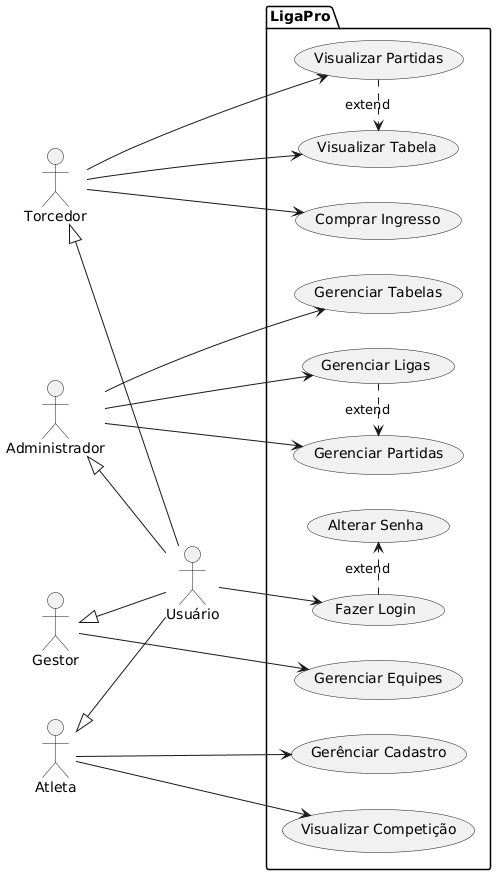 LigaPro
Visualizar Partidas
extend
Visualizar Tabela
Torcedor
Comprar Ingresso
Gerenciar Tabelas
Gerenciar Ligas
extend
Administrador
Gerenciar Partidas
Alterar Senha
extend
Usuário
Fazer Login
Gestor
Gerenciar Equipes
Gerênciar Cadastro
Atleta
Visualizar Competição